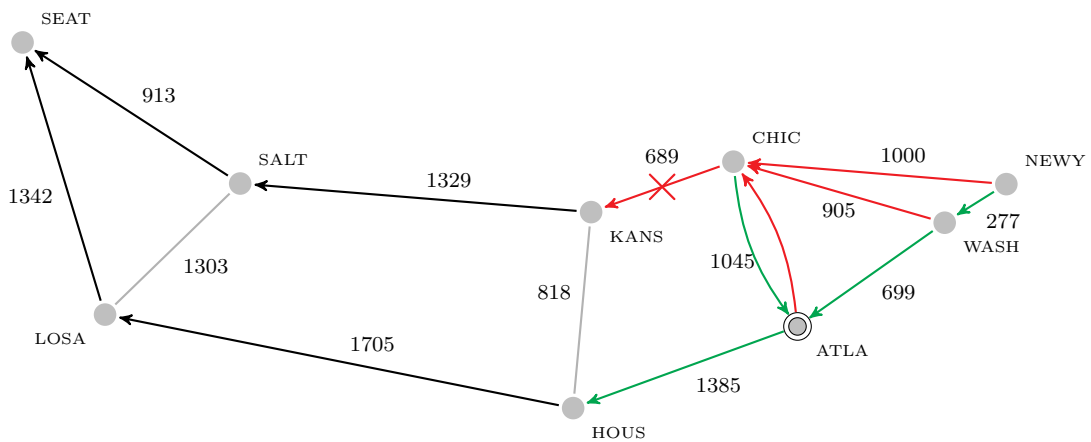 SEAT
913
CHIC
1000
NEWY
689
SALT
1329
1342
905
277
KANS
WASH
1303
1045
818
699
LOSA
1705
ATLA
1385
HOUS